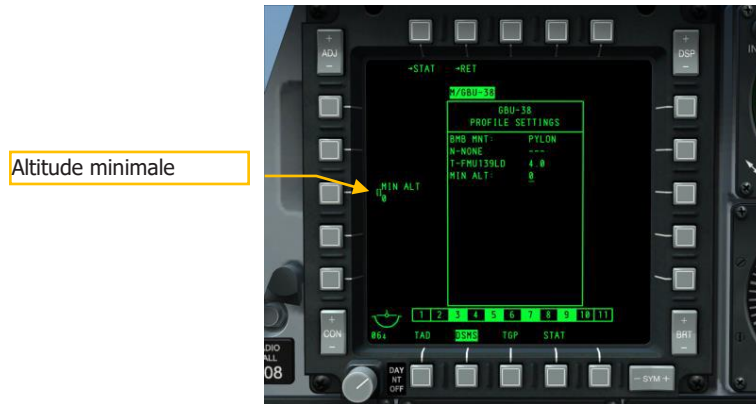 Altitude minimale
+
ADJ
−
+
DSP
−
→STAT →RET
M/GBU-38
GBU-38
PROFILE SETTINGS
BMB MNT: PYLON
N-NONE ---
T-FMU139LD 4.0
MIN ALT: 0
MIN ALT
0
1 2 3 4 5 6 7 8 9 10 11
TAD DSMS TGP STAT
+
CON
−
+
BRT
−
08
DAY
NT
OFF
− SYM +